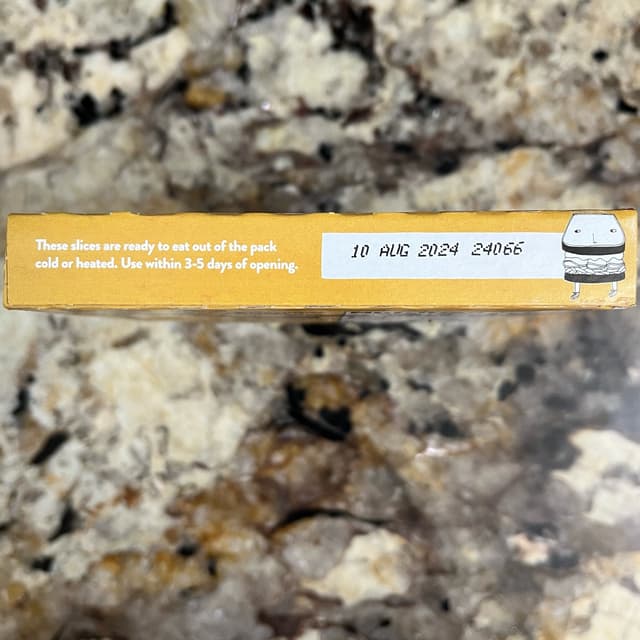 These slices are ready to eat out of the pack
cold or heated. Use within 3-5 days of opening.
10 AUG 2024 24066